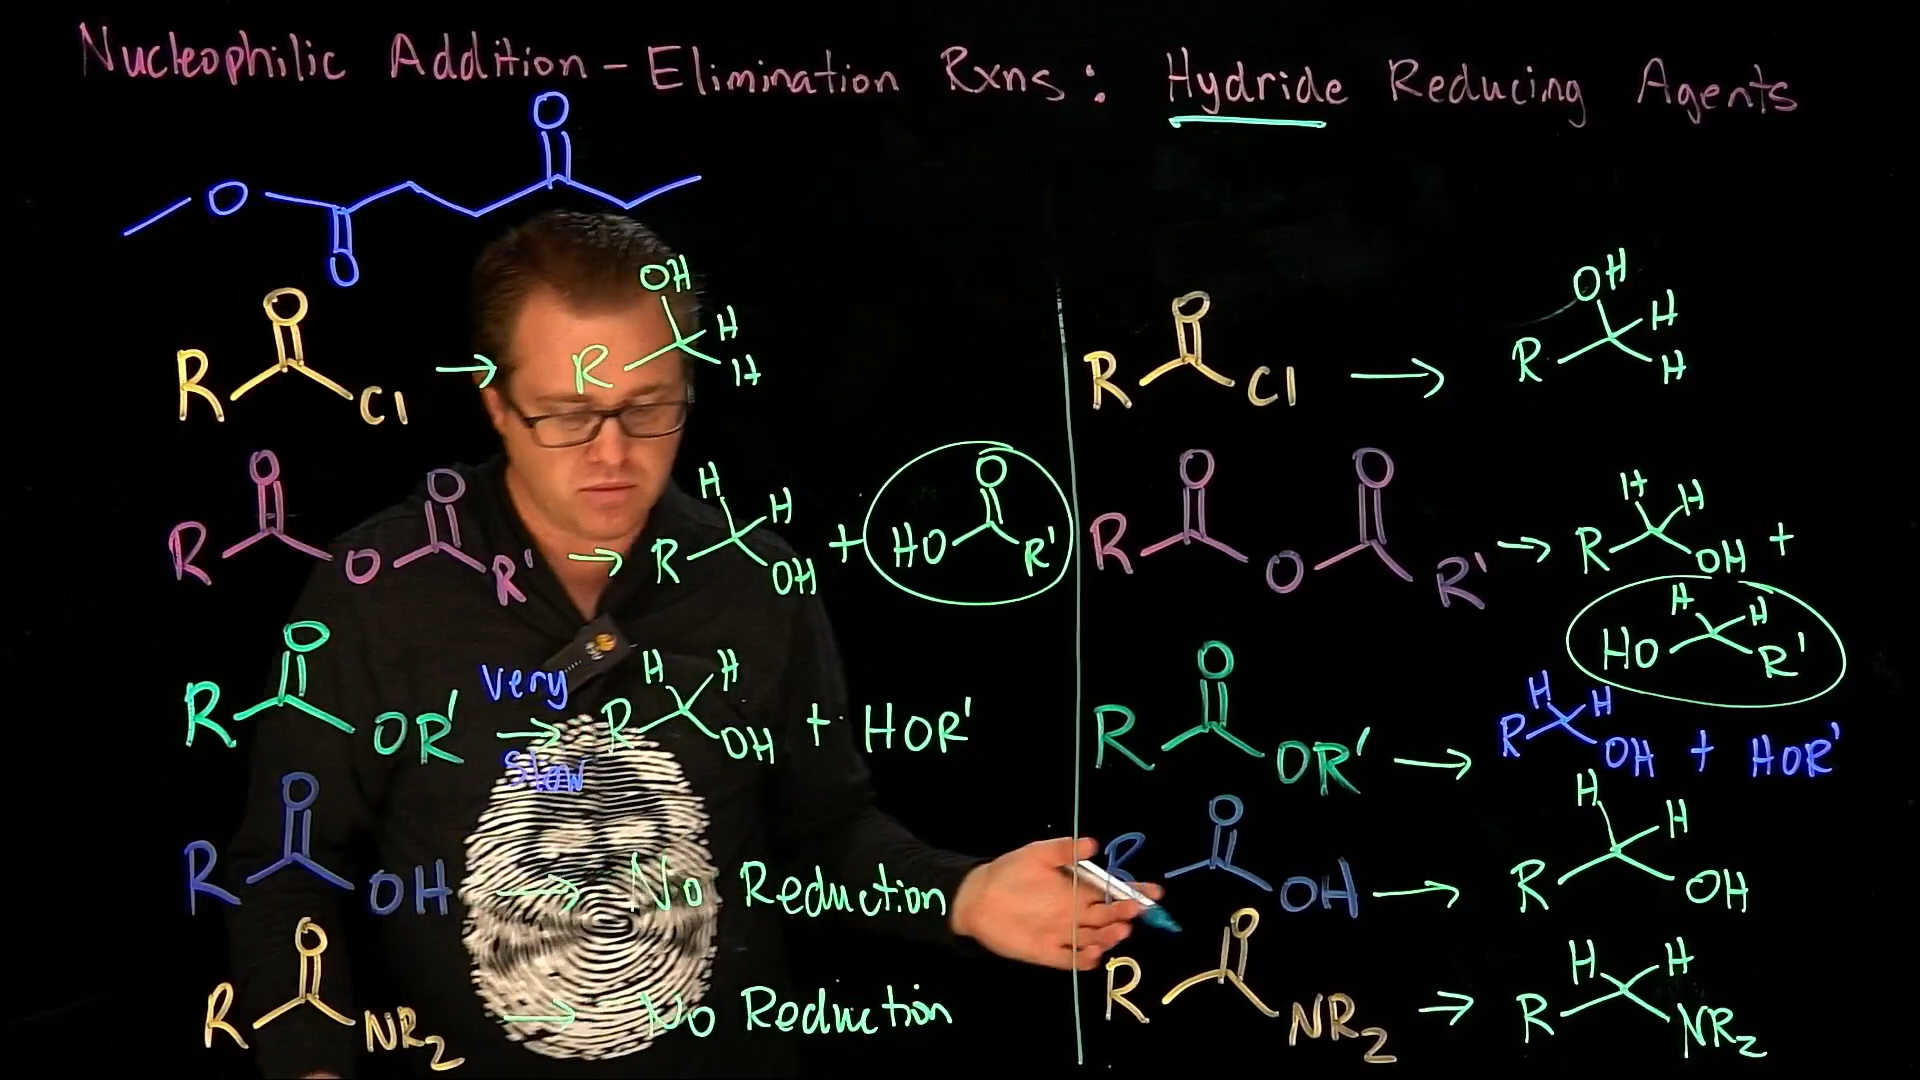 Nucleophilic Addition – Elimination Rxns: Hydride Reducing Agents
O
O
O
O
R Cl → R OH H H
O
R Cl → R OH H H
O O
R O R' → R H H OH + HO O R'
O O
R O R' → R H H OH +
HO H H R'
O
R OR' Very → Slow R H H OH + HOR'
O
R OR' → R H H OH + HOR'
O
R OH → No Reduction
O
R OH → R H H OH
O
R NR2 → No Reduction
O
R NR2 → R H H NR2